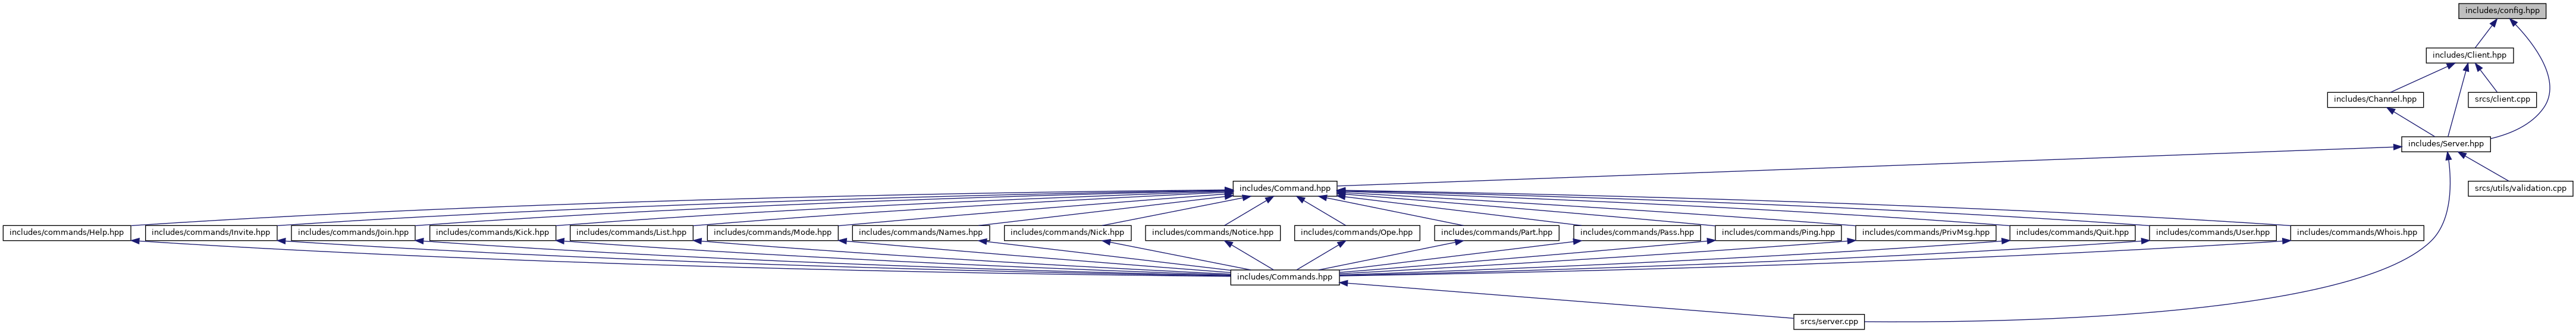 includes/config.hpp
includes/Client.hpp
includes/Channel.hpp
srcs/client.cpp
includes/Server.hpp
includes/Command.hpp
srcs/utils/validation.cpp
includes/commands/Help.hpp
includes/commands/Invite.hpp
includes/commands/Join.hpp
includes/commands/Kick.hpp
includes/commands/List.hpp
includes/commands/Mode.hpp
includes/commands/Names.hpp
includes/commands/Nick.hpp
includes/commands/Notice.hpp
includes/commands/Ope.hpp
includes/commands/Part.hpp
includes/commands/Pass.hpp
includes/commands/Ping.hpp
includes/commands/PrivMsg.hpp
includes/commands/Quit.hpp
includes/commands/User.hpp
includes/commands/Whois.hpp
includes/Commands.hpp
srcs/server.cpp